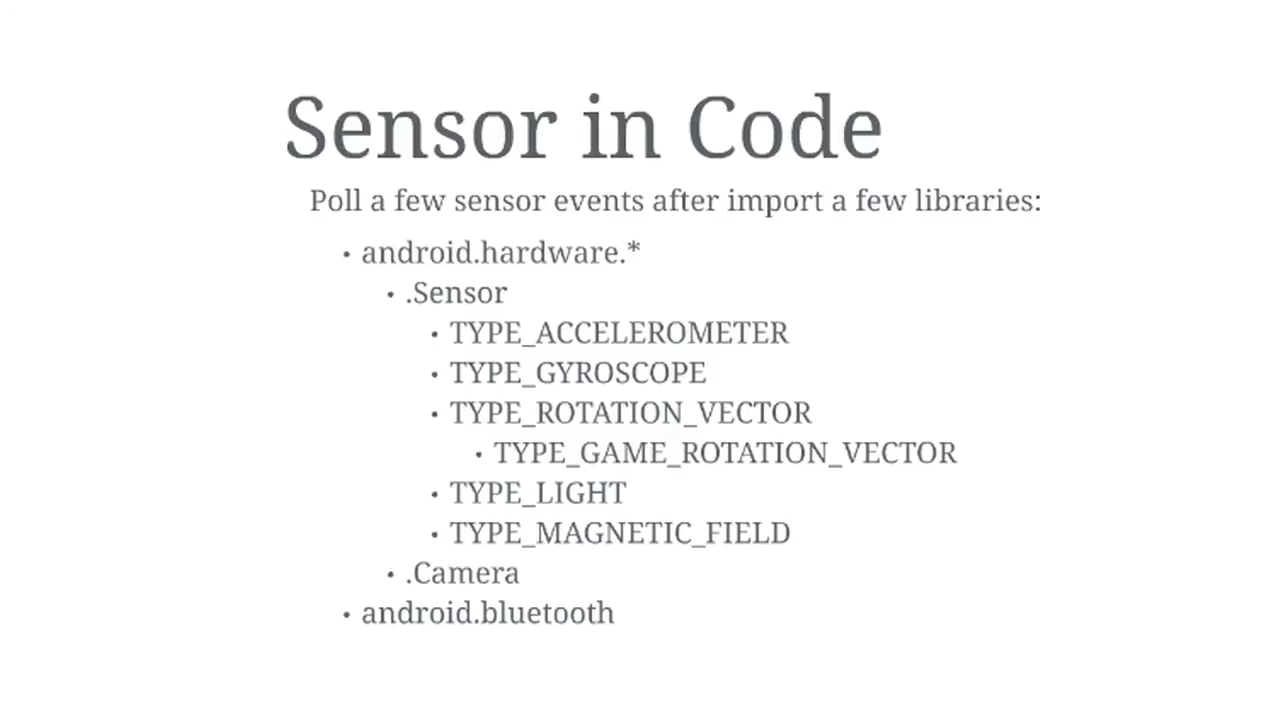 Sensor in Code
Poll a few sensor events after import a few libraries:
• android.hardware.*
• .Sensor
• TYPE_ACCELEROMETER
• TYPE_GYROSCOPE
• TYPE_ROTATION_VECTOR
• TYPE_GAME_ROTATION_VECTOR
• TYPE_LIGHT
• TYPE_MAGNETIC_FIELD
• .Camera
• android.bluetooth